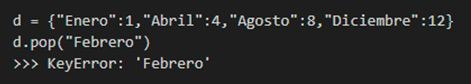 d = {"Enero":1,"Abril":4,"Agosto":8,"Diciembre":12}
d.pop("Febrero")
>>> KeyError: 'Febrero'